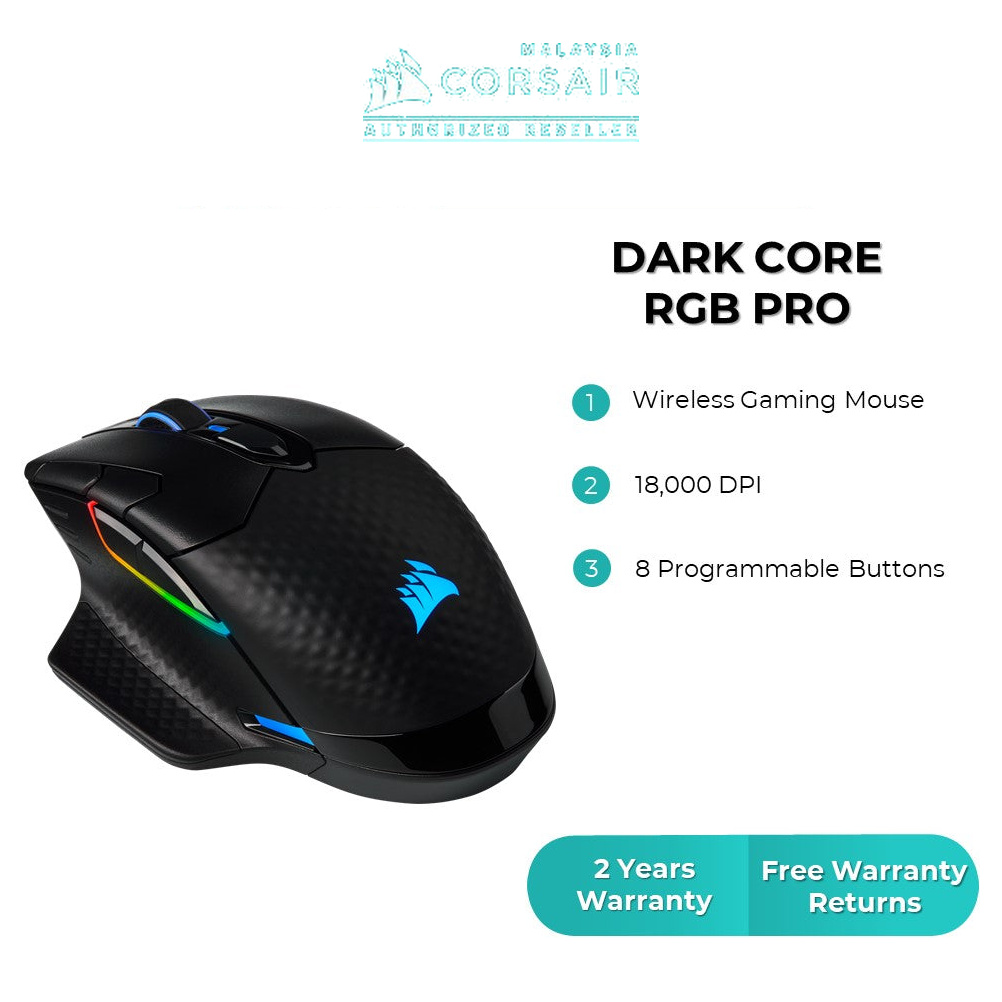 MALAYSIA
CORSAIR
AUTHORIZED RESELLER
DARK CORE
RGB PRO
1 Wireless Gaming Mouse
2 18,000 DPI
3 8 Programmable Buttons
2 Years
Warranty
Free Warranty
Returns